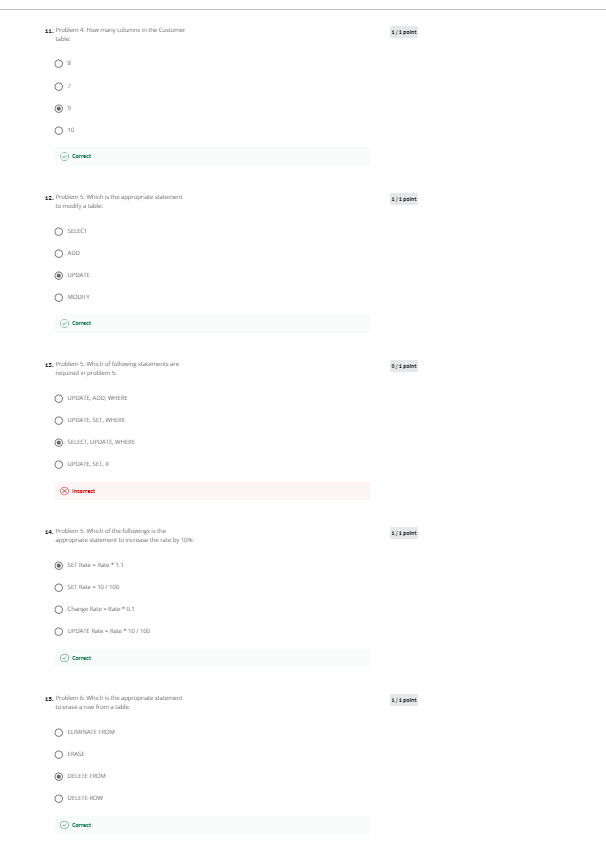 11. Problem 4: How many columns in the Customer
table:
1 / 1 point
8
7
9
10
Correct
12. Problem 5: Which is the appropriate statement
to modify a table:
1 / 1 point
SELECT
ADD
UPDATE
MODIFY
Correct
13. Problem 5: Which of following statements are
required in problem 5:
0 / 1 point
UPDATE, ADD, WHERE
UPDATE, SET, WHERE
SELECT, UPDATE, WHERE
UPDATE, SET, IF
Incorrect
14. Problem 5: Which of the followings is the
appropriate statement to increase the rate by 10%:
1 / 1 point
SET Rate = Rate * 1.1
SET Rate = 10 / 100
Change Rate = Rate * 0.1
UPDATE Rate = Rate * 10 / 100
Correct
15. Problem 6: Which is the appropriate statement
to erase a row from a table:
1 / 1 point
ELIMINATE FROM
ERASE
DELETE FROM
DELETE ROW
Correct